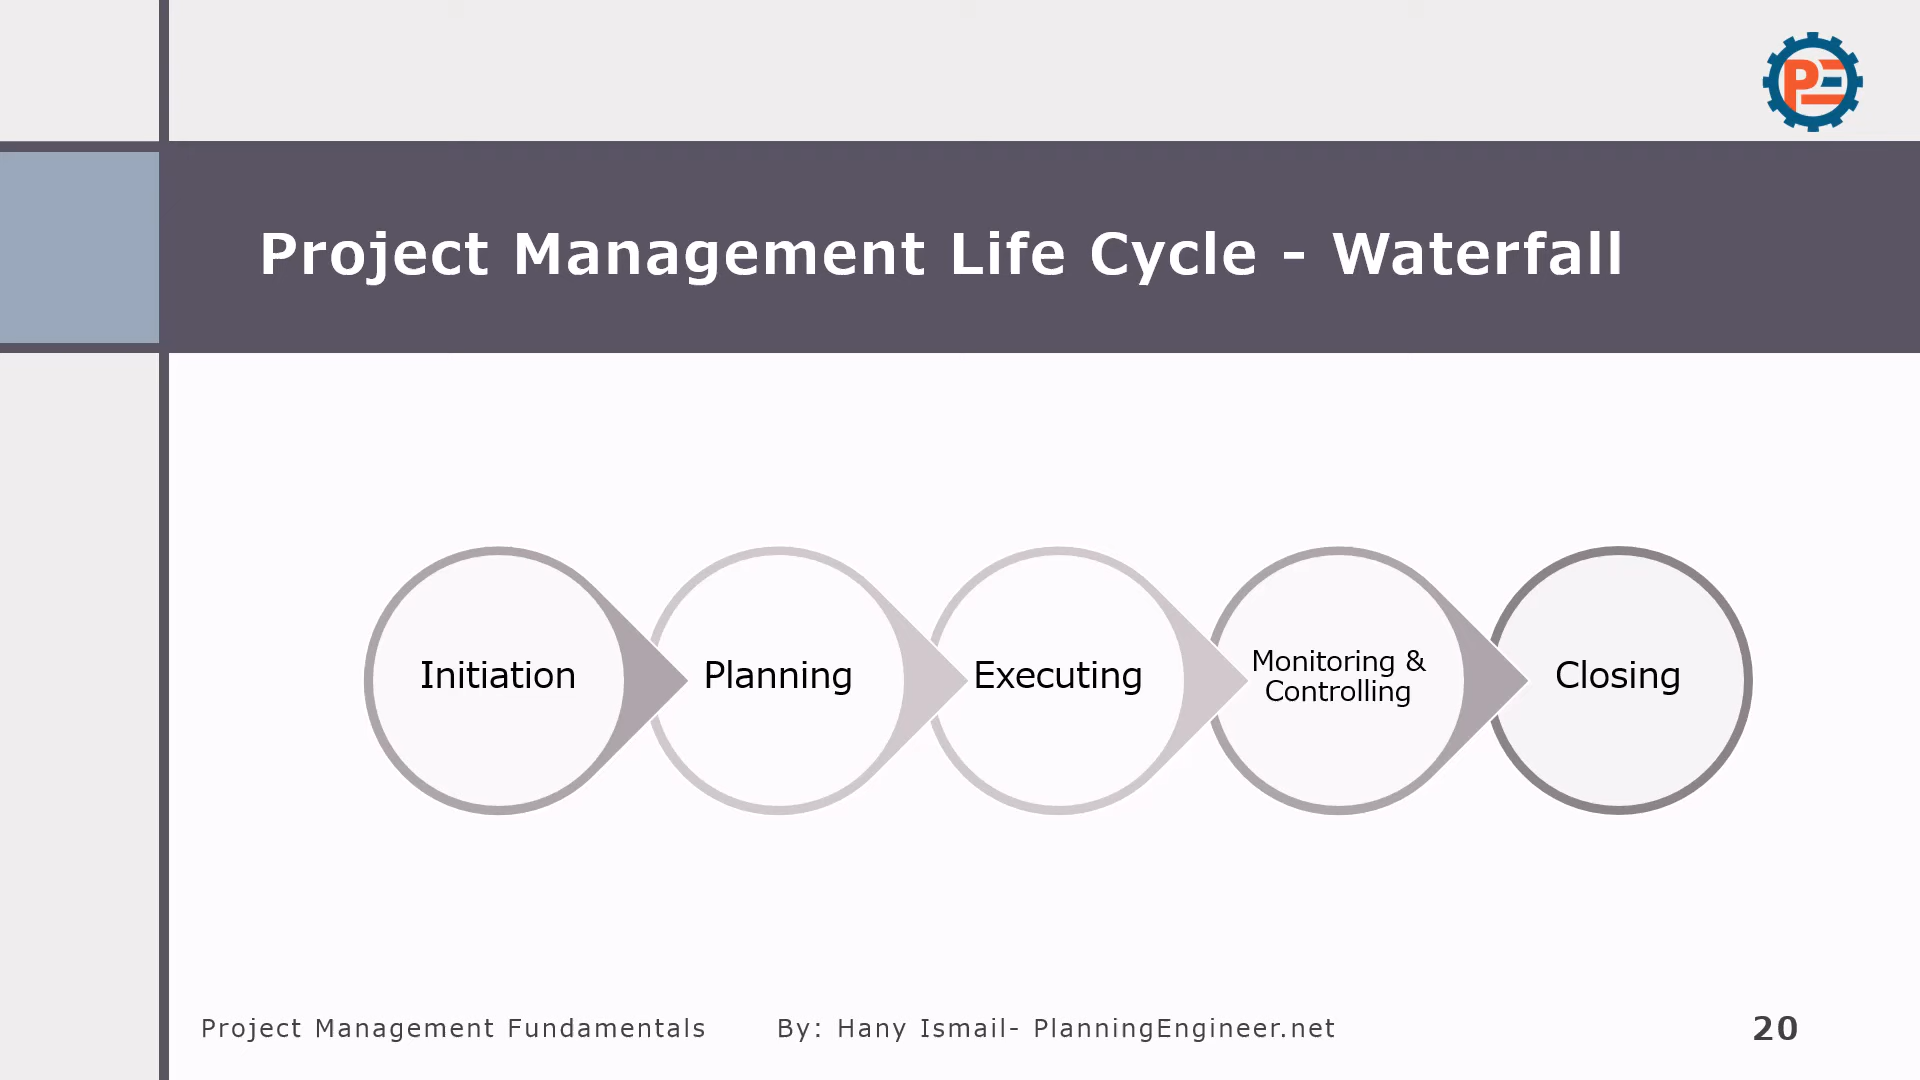 PE
Project Management Life Cycle - Waterfall
Initiation
Planning
Executing
Monitoring &
Controlling
Closing
Project Management Fundamentals
By: Hany Ismail- PlanningEngineer.net
20